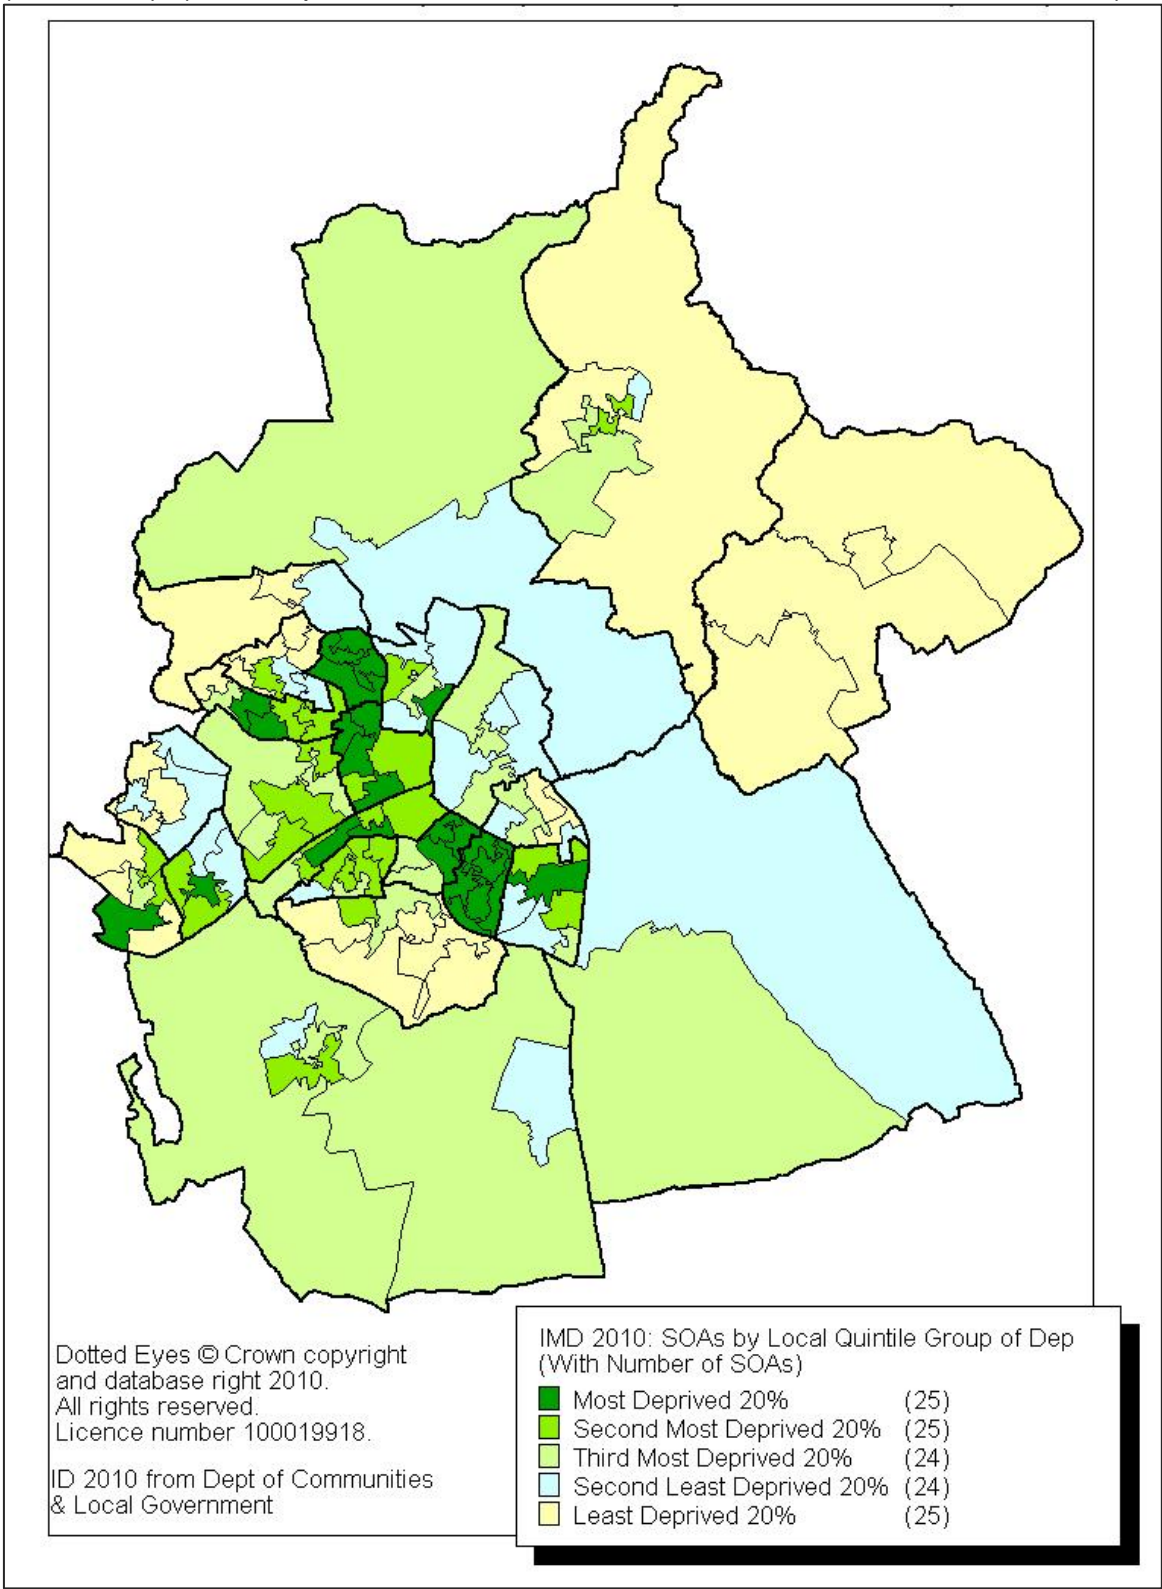 Dotted Eyes © Crown copyright
and database right 2010.
All rights reserved.
Licence number 100019918.
ID 2010 from Dept of Communities
& Local Government
IMD 2010: SOAs by Local Quintile Group of Dep
(With Number of SOAs)
Most Deprived 20% (25)
Second Most Deprived 20% (25)
Third Most Deprived 20% (24)
Second Least Deprived 20% (24)
Least Deprived 20% (25)